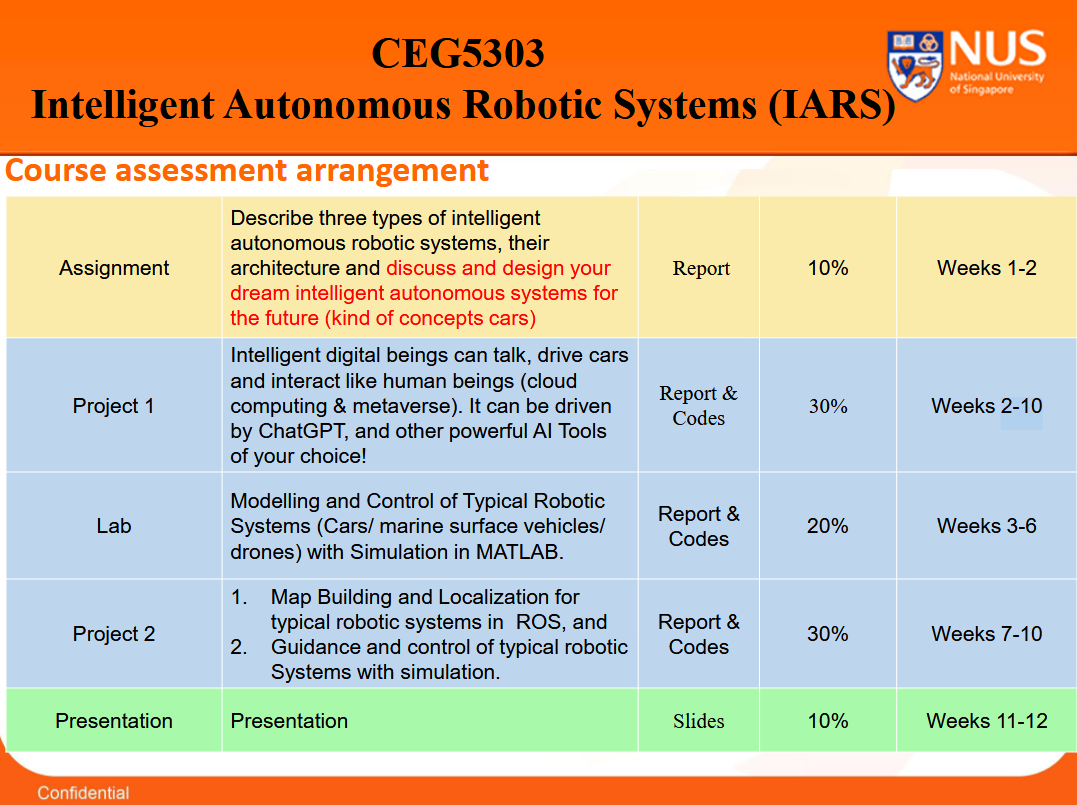 CEG5303
Intelligent Autonomous Robotic Systems (IARS)
NUS
National University
of Singapore
Course assessment arrangement
Assignment
Describe three types of intelligent
autonomous robotic systems, their
architecture and discuss and design your
dream intelligent autonomous systems for
the future (kind of concepts cars)
Report
10%
Weeks 1-2
Project 1
Intelligent digital beings can talk, drive cars
and interact like human beings (cloud
computing & metaverse). It can be driven
by ChatGPT, and other powerful AI Tools
of your choice!
Report &
Codes
30%
Weeks 2-10
Lab
Modelling and Control of Typical Robotic
Systems (Cars/ marine surface vehicles/
drones) with Simulation in MATLAB.
Report &
Codes
20%
Weeks 3-6
Project 2
1. Map Building and Localization for
typical robotic systems in ROS, and
2. Guidance and control of typical robotic
Systems with simulation.
Report &
Codes
30%
Weeks 7-10
Presentation
Presentation
Slides
10%
Weeks 11-12
Confidential